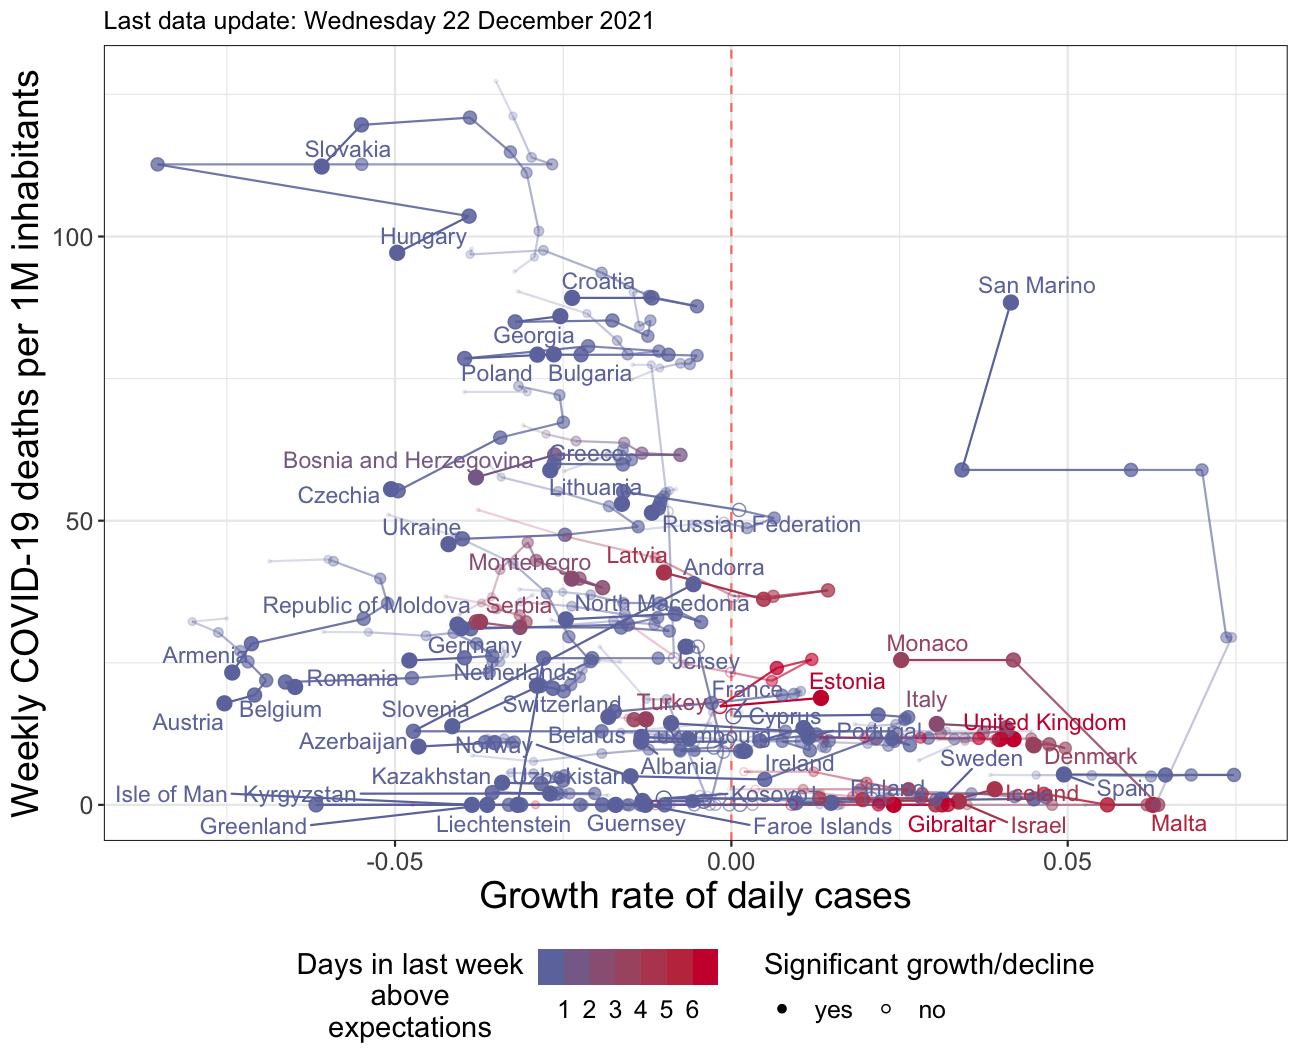 Last data update: Wednesday 22 December 2021
Weekly COVID-19 deaths per 1M inhabitants
Slovakia
100
Hungary
Croatia
San Marino
Georgia
Poland
Bulgaria
Greece
Bosnia and Herzegovina
Lithuania
Czechia
50
Ukraine
Russian Federation
Latvia
Montenegro
Andorra
Republic of Moldova
Serbia
North Macedonia
Germany
Monaco
Armenia
Jersey
Netherlands
Romania
Estonia
France
Italy
Switzerland
Turkey
Slovenia
Belgium
Cyprus
United Kingdom
Austria
Belarus
Luxembourg
Portugal
Azerbaijan
Norway
Denmark
Sweden
Ireland
Albania
Kazakhstan
Uzbekistan
Spain
Finland
Isle of Man
Kyrgyzstan
Kosovo
Iceland
0
Greenland
Liechtenstein
Guernsey
Faroe Islands
Gibraltar
Israel
Malta
-0.05
0.00
0.05
Growth rate of daily cases
Days in last week
above
expectations
1 2 3 4 5 6
Significant growth/decline
yes
no